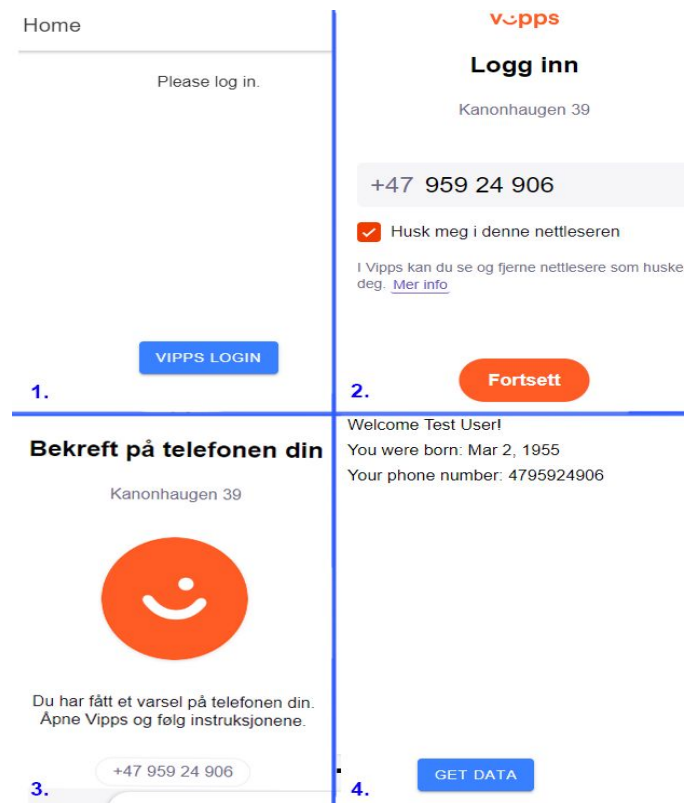 Home
Please log in.
VIPPS LOGIN
1.
vipps
Logg inn
Kanonhaugen 39
+47 959 24 906
Husk meg i denne nettleseren
I Vipps kan du se og fjerne nettlesere som huske
deg. Mer info
Fortsett
2.
Bekreft på telefonen din
Kanonhaugen 39
Du har fått et varsel på telefonen din.
Åpne Vipps og følg instruksjonene.
+47 959 24 906
3.
Welcome Test User!
You were born: Mar 2, 1955
Your phone number: 4795924906
GET DATA
4.